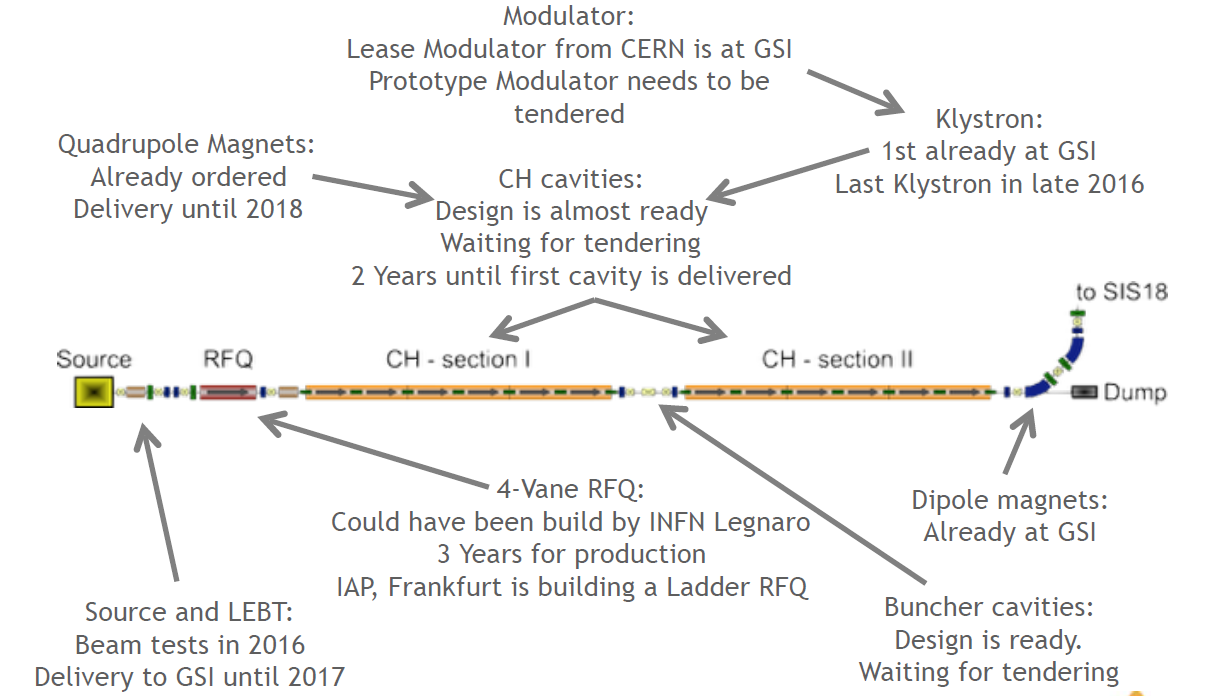 Modulator:
Lease Modulator from CERN is at GSI
Prototype Modulator needs to be
tendered
Klystron:
1st already at GSI
Last Klystron in late 2016
Quadrupole Magnets:
Already ordered
Delivery until 2018
CH cavities:
Design is almost ready
Waiting for tendering
2 Years until first cavity is delivered
to SIS18
Source
RFQ
CH - section I
CH - section II
Dump
4-Vane RFQ:
Could have been build by INFN Legnaro
3 Years for production
IAP, Frankfurt is building a Ladder RFQ
Dipole magnets:
Already at GSI
Source and LEBT:
Beam tests in 2016
Delivery to GSI until 2017
Buncher cavities:
Design is ready.
Waiting for tendering